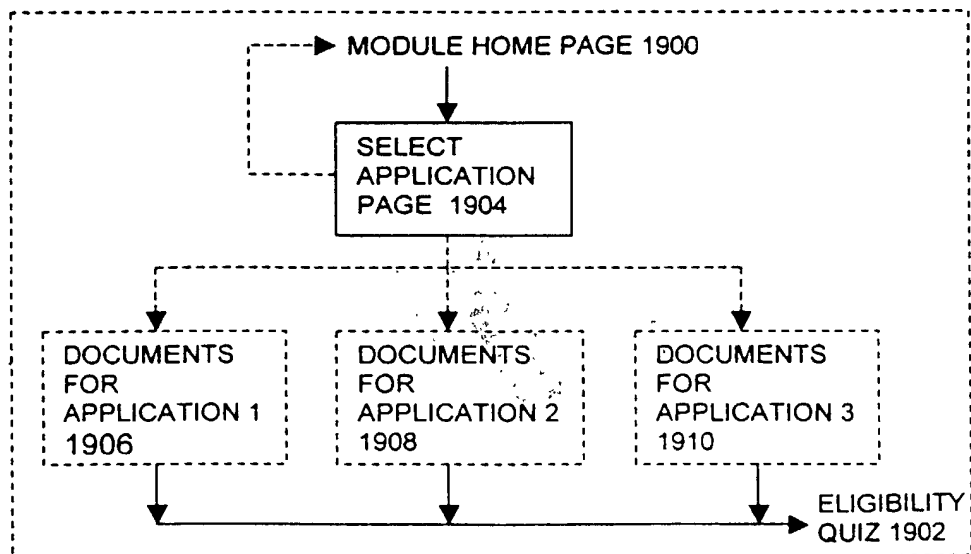 MODULE HOME PAGE 1900
SELECT
APPLICATION
PAGE 1904
DOCUMENTS
FOR
APPLICATION 1
1906
DOCUMENTS
FOR
APPLICATION 2
1908
DOCUMENTS
FOR
APPLICATION 3
1910
ELIGIBILITY
QUIZ 1902